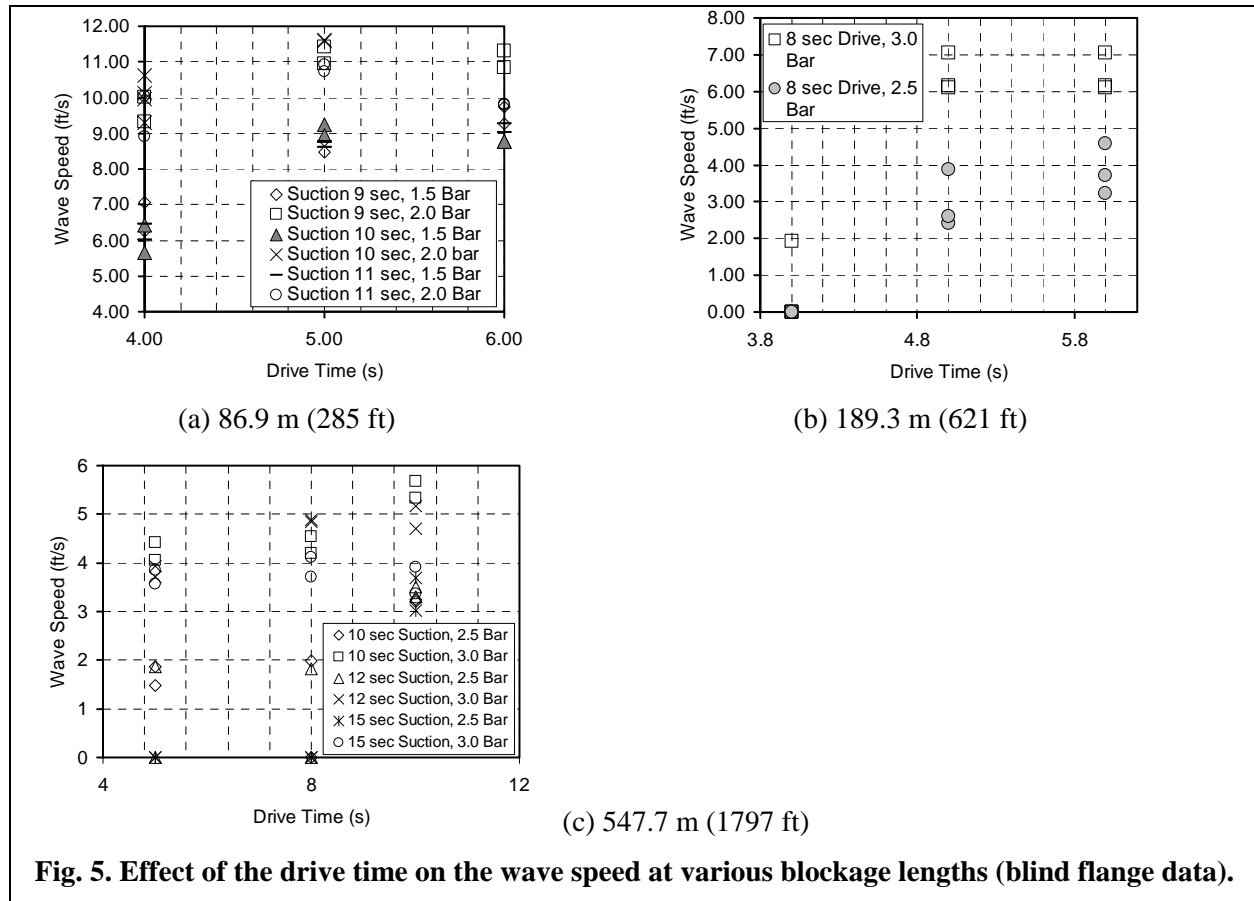 12.00
11.00
10.00
9.00
8.00
7.00
6.00
5.00
4.00
Wave Speed (ft/s)
Suction 9 sec, 1.5 Bar
Suction 9 sec, 2.0 Bar
Suction 10 sec, 1.5 Bar
Suction 10 sec, 2.0 bar
Suction 11 sec, 1.5 Bar
Suction 11 sec, 2.0 Bar
4.00 5.00 6.00
Drive Time (s)
(a) 86.9 m (285 ft)
8.00
7.00
6.00
5.00
4.00
3.00
2.00
1.00
0.00
Wave Speed (ft/s)
8 sec Drive, 3.0
Bar
8 sec Drive, 2.5
Bar
3.8 4.8 5.8
Drive Time (s)
(b) 189.3 m (621 ft)
6
5
4
3
2
1
0
Wave Speed (ft/s)
10 sec Suction, 2.5 Bar
10 sec Suction, 3.0 Bar
12 sec Suction, 2.5 Bar
12 sec Suction, 3.0 Bar
15 sec Suction, 2.5 Bar
15 sec Suction, 3.0 Bar
4 8 12
Drive Time (s)
(c) 547.7 m (1797 ft)
Fig. 5. Effect of the drive time on the wave speed at various blockage lengths (blind flange data).